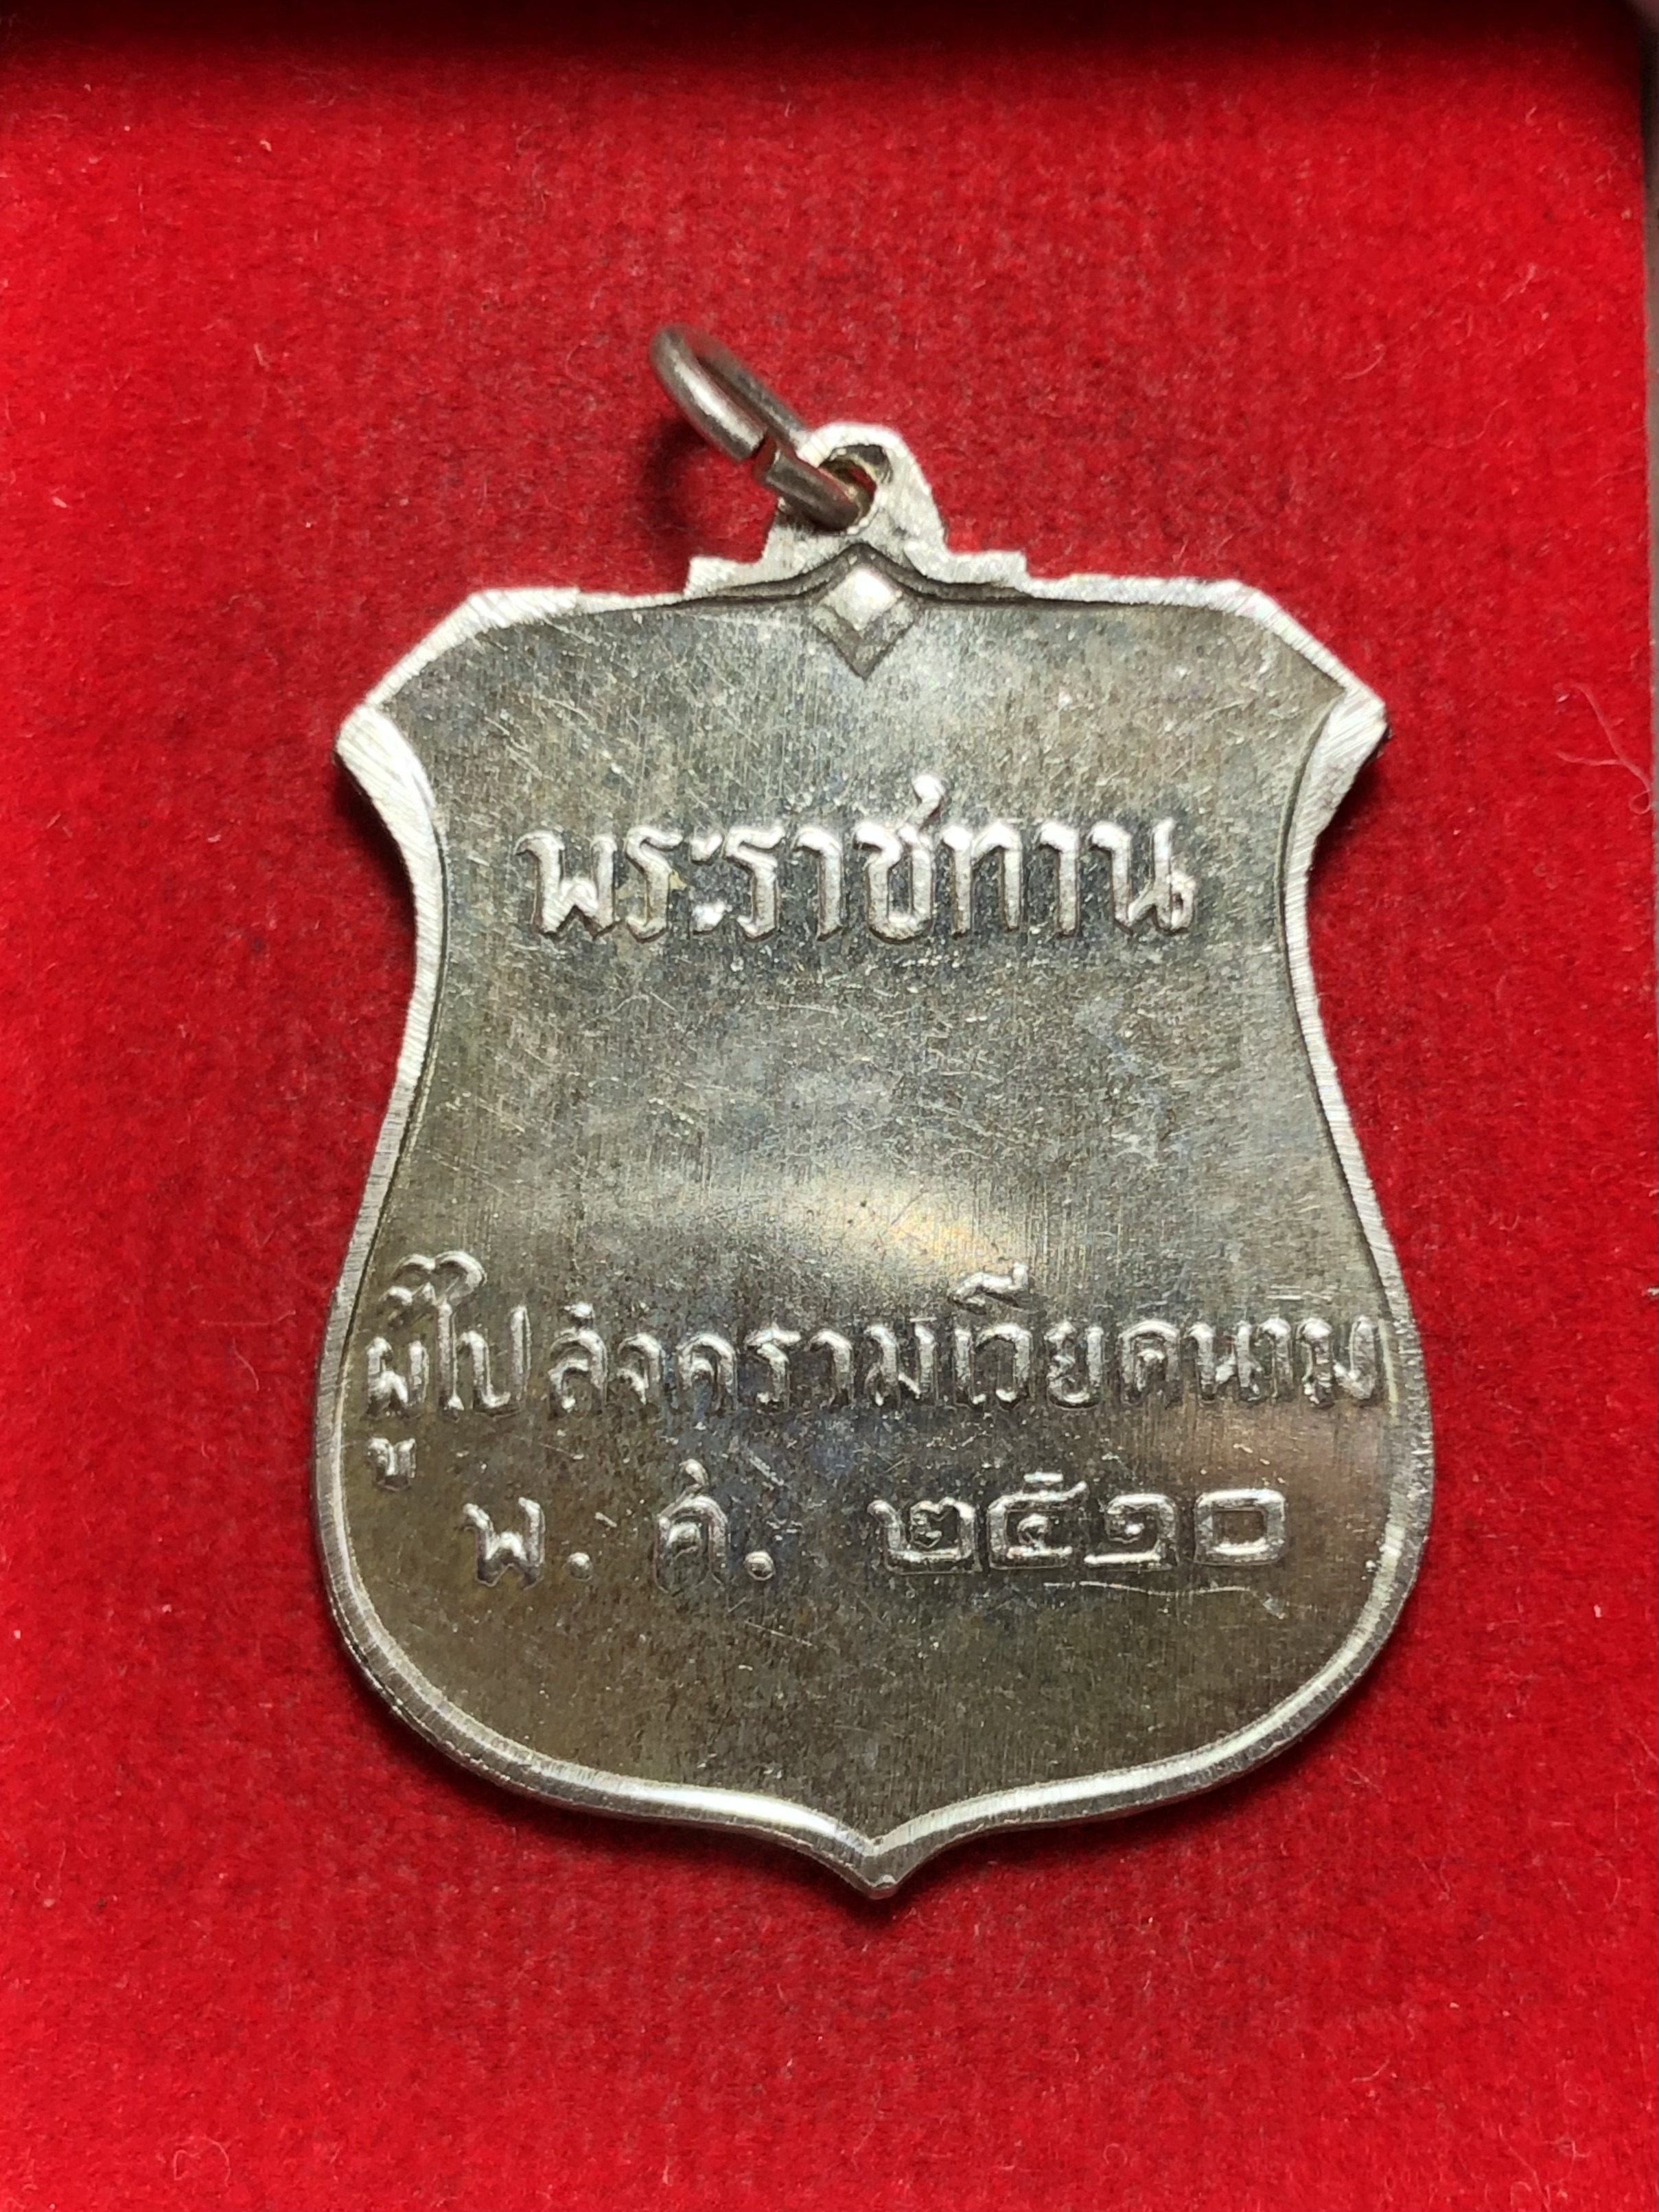 พระราชทาน
ผู้ไปสงครามเวียดนาม
พ.ศ. ๒๕๑๐